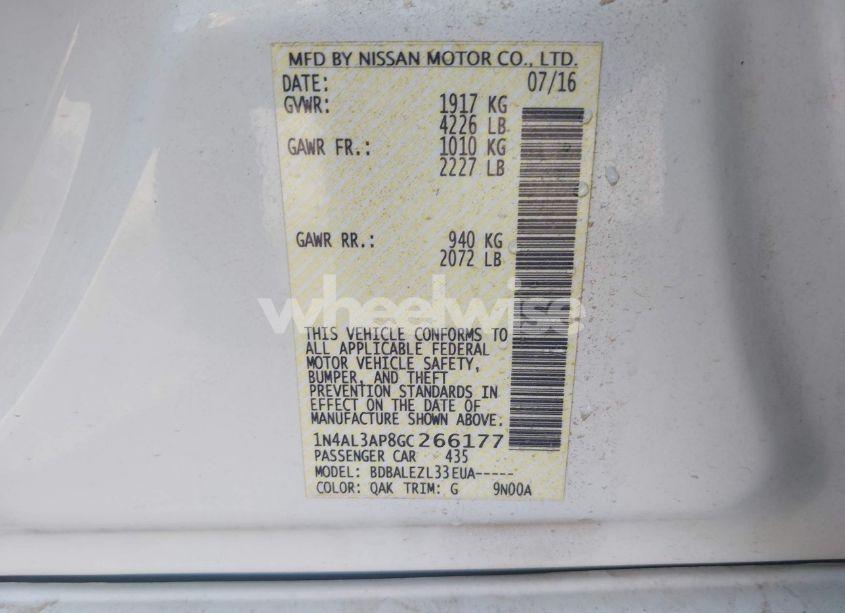 MFD BY NISSAN MOTOR CO., LTD.
DATE: 07/16
GVWR: 1917 KG
4226 LB
GAWR FR.: 1010 KG
2227 LB
GAWR RR.: 940 KG
2072 LB
wheelwise
THIS VEHICLE CONFORMS TO
ALL APPLICABLE FEDERAL
MOTOR VEHICLE SAFETY,
BUMPER, AND THEFT
PREVENTION STANDARDS IN
EFFECT ON THE DATE OF
MANUFACTURE SHOWN ABOVE.
1N4AL3AP8GC266177
PASSENGER CAR 435
MODEL: BDBALEZL33EUA-----
COLOR: QAK TRIM: G 9N00A